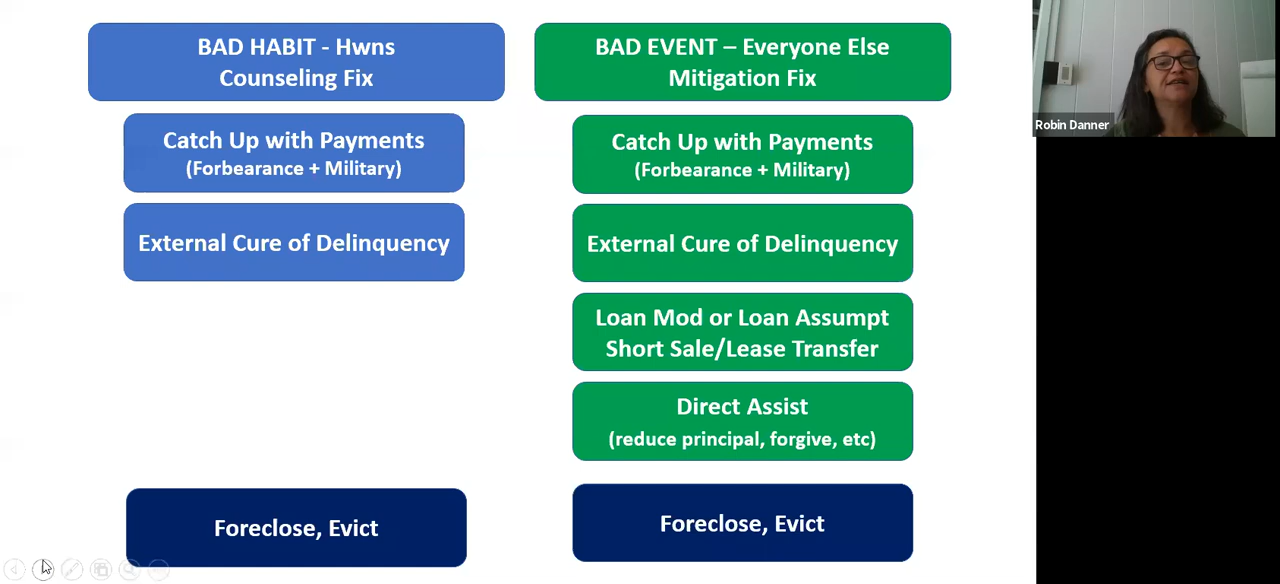 BAD HABIT - Hwns
Counseling Fix
Catch Up with Payments
(Forbearance + Military)
External Cure of Delinquency
Foreclose, Evict
BAD EVENT – Everyone Else
Mitigation Fix
Catch Up with Payments
(Forbearance + Military)
External Cure of Delinquency
Loan Mod or Loan Assumpt
Short Sale/Lease Transfer
Direct Assist
(reduce principal, forgive, etc)
Foreclose, Evict
Robin Danner